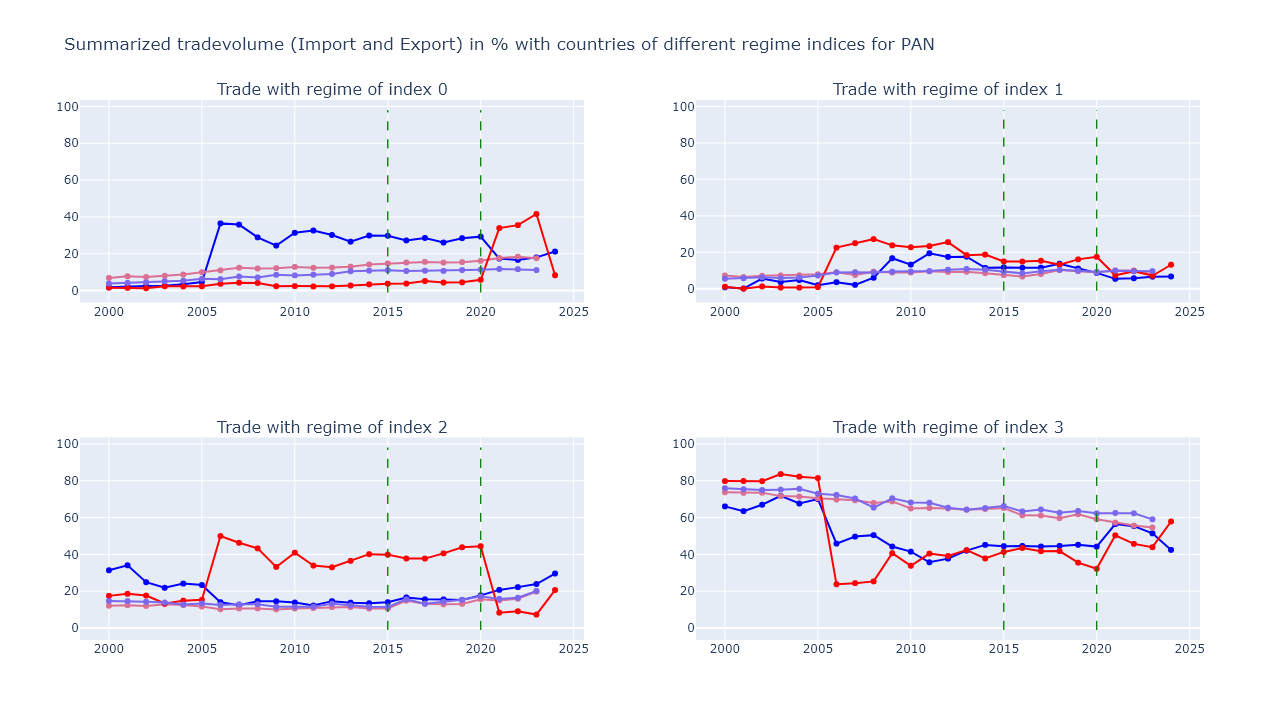 Summarized tradevolume (Import and Export) in % with countries of different regime indices for PAN
Trade with regime of index 0
100
80
60
40
20
0
2000 2005 2010 2015 2020 2025
Trade with regime of index 1
100
80
60
40
20
0
2000 2005 2010 2015 2020 2025
Trade with regime of index 2
100
80
60
40
20
0
2000 2005 2010 2015 2020 2025
Trade with regime of index 3
100
80
60
40
20
0
2000 2005 2010 2015 2020 2025